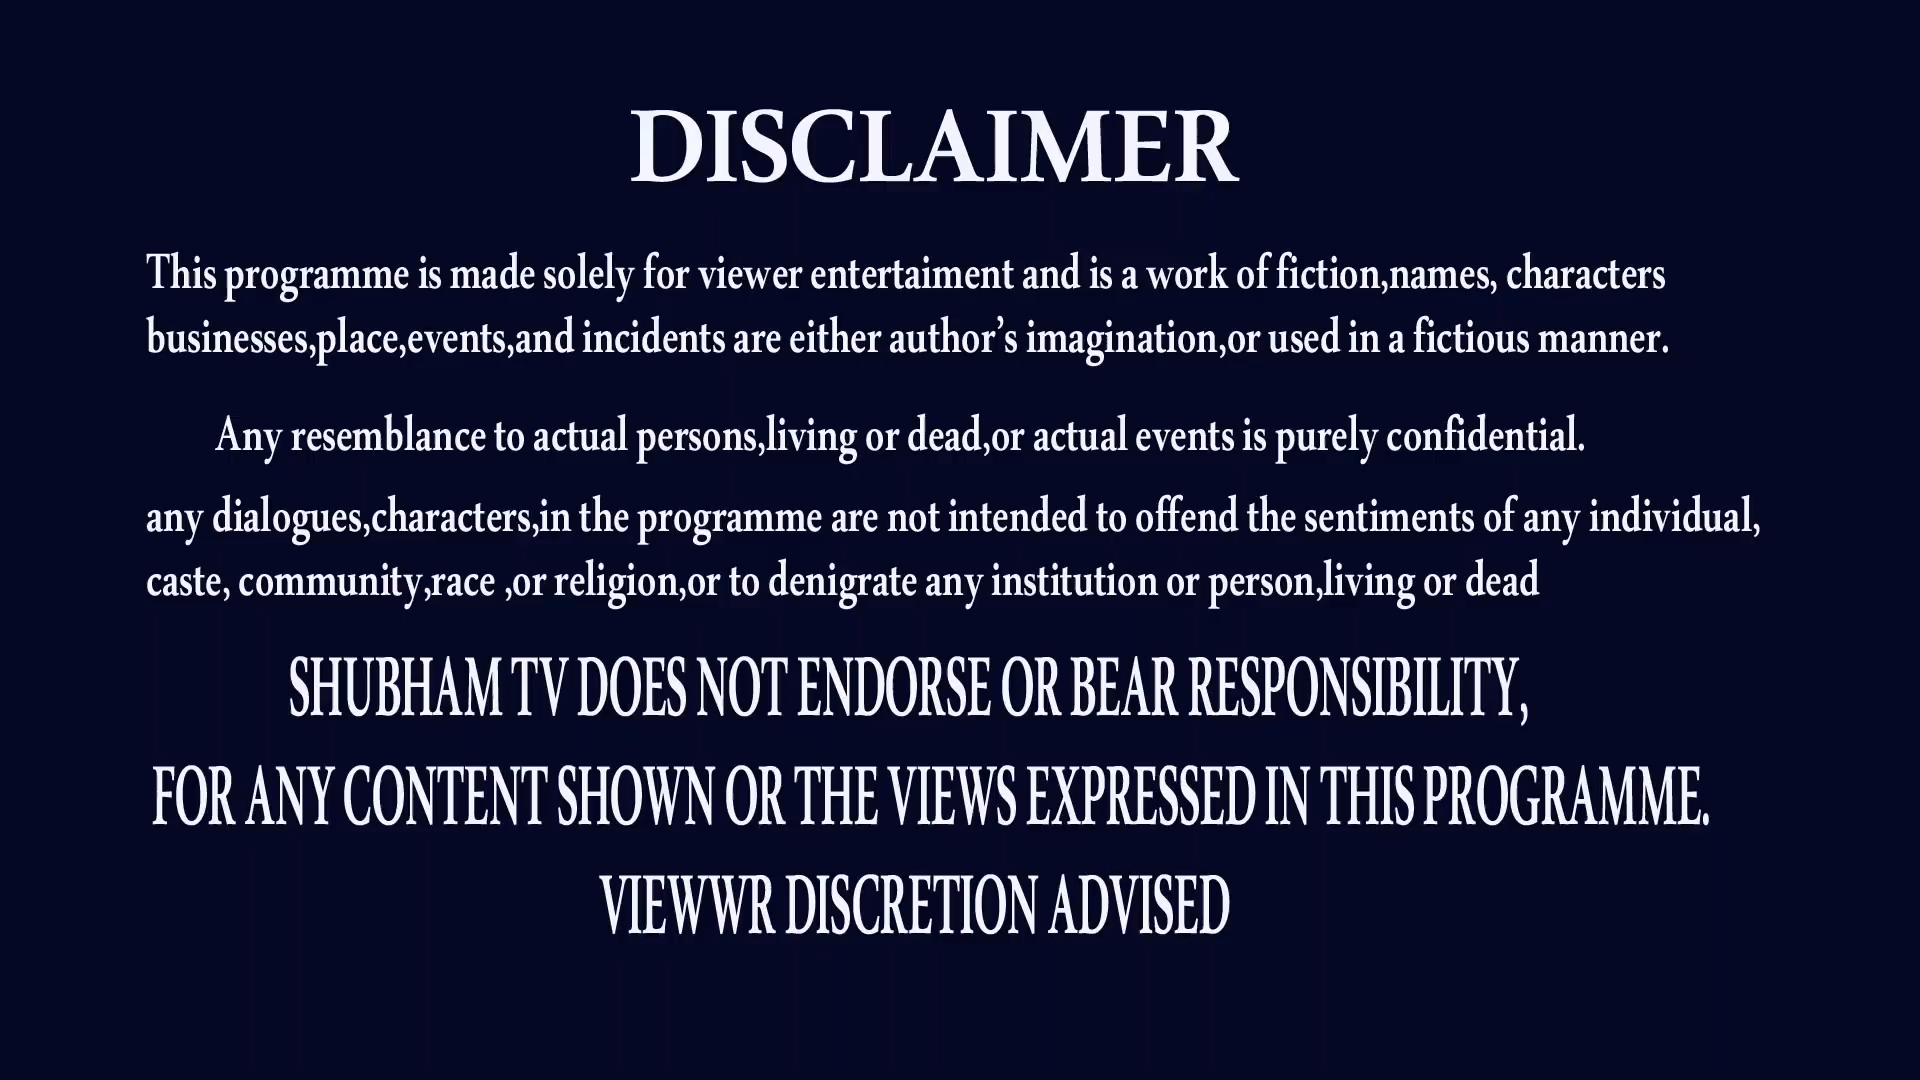 DISCLAIMER
This programme is made solely for viewer entertaiment and is a work of fiction,names, characters
businesses,place,events,and incidents are either author’s imagination,or used in a fictious manner.
Any resemblance to actual persons,living or dead,or actual events is purely confidential.
any dialogues,characters,in the programme are not intended to offend the sentiments of any individual,
caste, community,race ,or religion,or to denigrate any institution or person,living or dead
SHUBHAM TV DOES NOT ENDORSE OR BEAR RESPONSIBILITY,
FOR ANY CONTENT SHOWN OR THE VIEWS EXPRESSED IN THIS PROGRAMME.
VIEWWR DISCRETION ADVISED